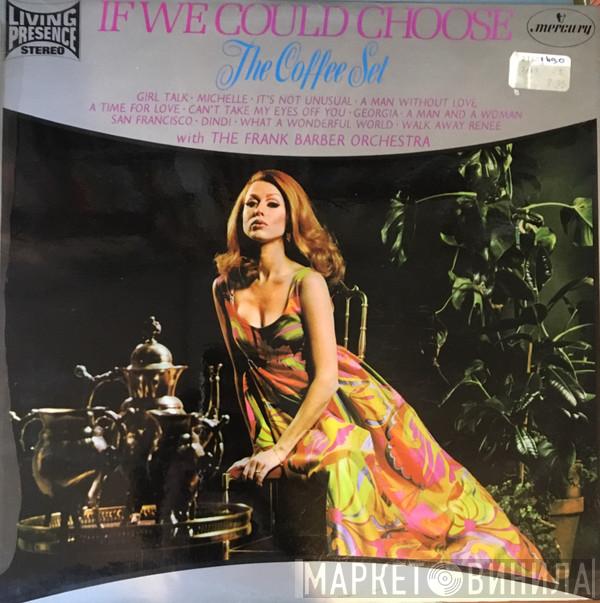 LIVING
PRESENCE
STEREO
IF WE COULD CHOOSE
mercury
The Coffee Set
GIRL TALK · MICHELLE · IT'S NOT UNUSUAL · A MAN WITHOUT LOVE
A TIME FOR LOVE · CAN'T TAKE MY EYES OFF YOU · GEORGIA · A MAN AND A WOMAN
SAN FRANCISCO · DINDI · WHAT A WONDERFUL WORLD · WALK AWAY RENEE
with THE FRANK BARBER ORCHESTRA
МАРКЕТ ВИНИЛА